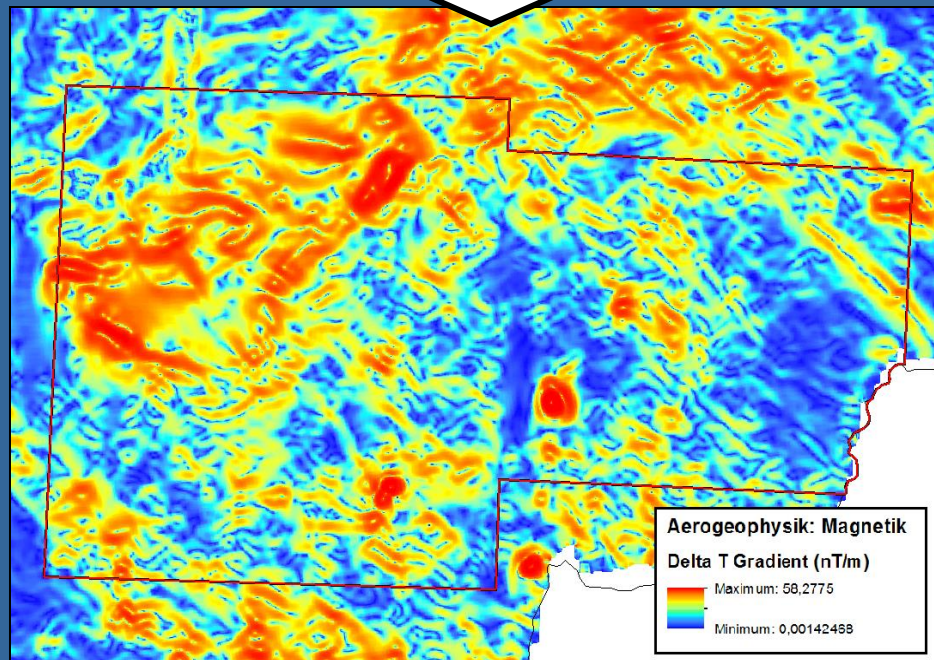 Aerogeophysik: Magnetik
Delta T Gradient (nT/m)
Maximum: 58,2775
Minimum: 0,00142468